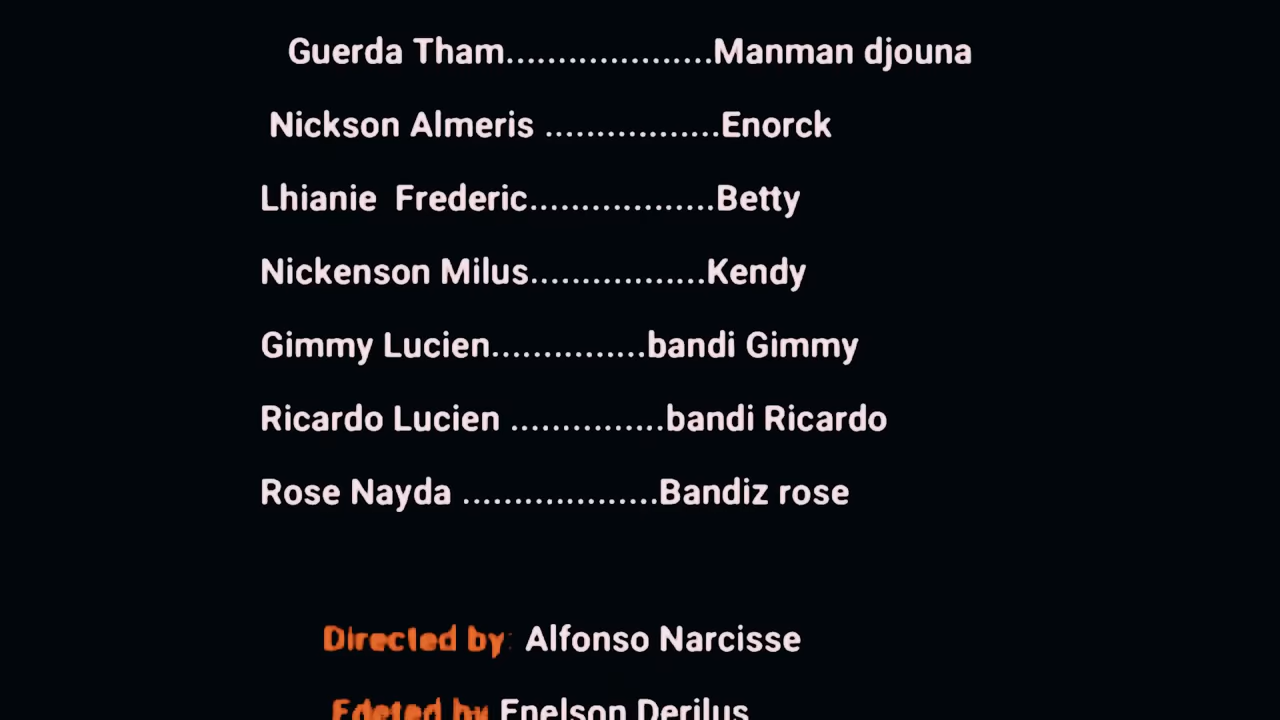 Guerda Tham....................Manman djouna
Nickson Almeris .................Enorck
Lhianie  Frederic..................Betty
Nickenson Milus.................Kendy
Gimmy Lucien...............bandi Gimmy
Ricardo Lucien ...............bandi Ricardo
Rose Nayda ...................Bandiz rose
Directed by: Alfonso Narcisse
Edeted by Enelson Derilus